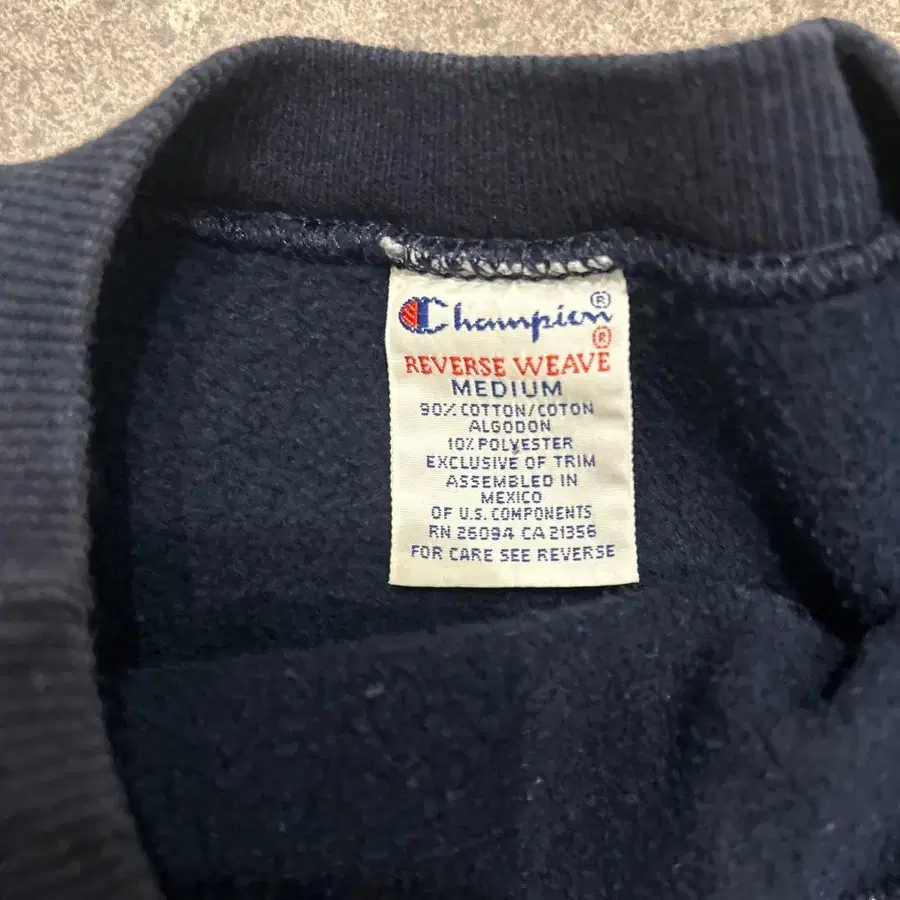 Champion®
®
REVERSE WEAVE
MEDIUM
90% COTTON/COTON
ALGODON
10% POLYESTER
EXCLUSIVE OF TRIM
ASSEMBLED IN
MEXICO
OF U.S. COMPONENTS
RN 26094 CA 21356
FOR CARE SEE REVERSE